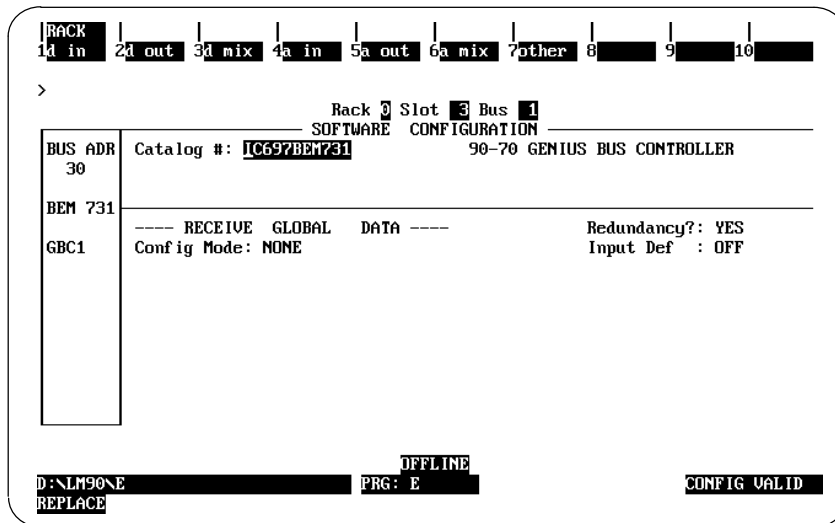 RACK
1d in 2d out 3d mix 4a in 5a out 6a mix 7other 8 9 10
>
Rack 0 Slot 3 Bus 1
SOFTWARE CONFIGURATION
BUS ADR Catalog #: IC697BEM731 90-70 GENIUS BUS CONTROLLER
30
BEM 731
---- RECEIVE GLOBAL DATA ---- Redundancy?: YES
GBC1 Config Mode: NONE Input Def : OFF
OFFLINE
D:\LM90\E PRG: E CONFIG VALID
REPLACE